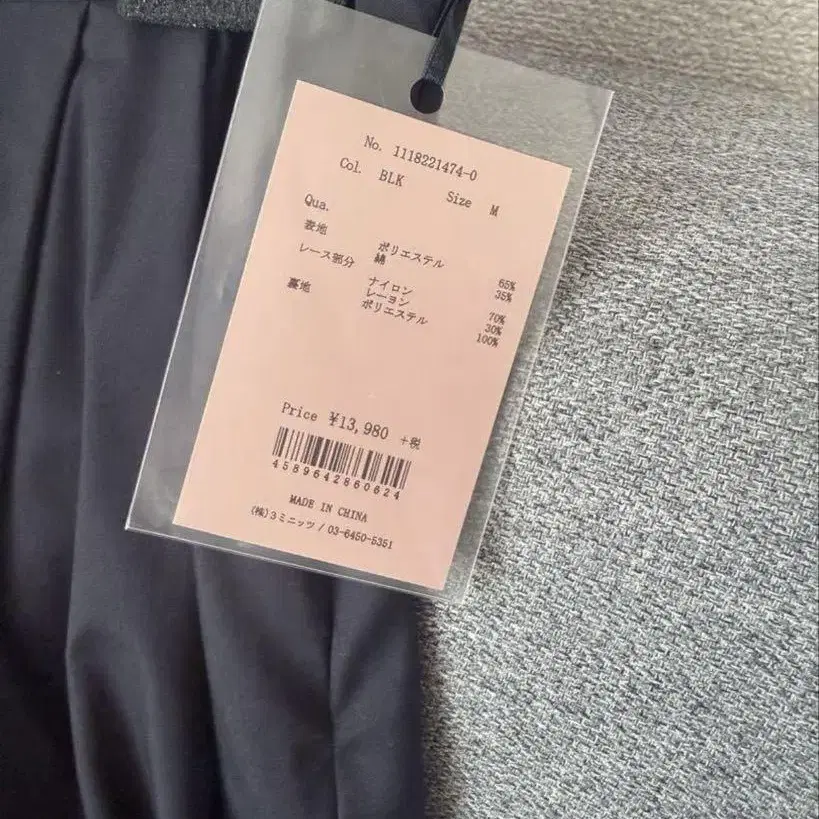 No. 1118221474-0
Col. BLK Size M
Qua.
表地 ポリエステル 65%
綿 35%
レース部分 ナイロン 70%
レーヨン 30%
裏地 ポリエステル 100%
Price ¥13,980 +税
4589642860624
MADE IN CHINA
(株)3ミニッツ / 03-6450-5351